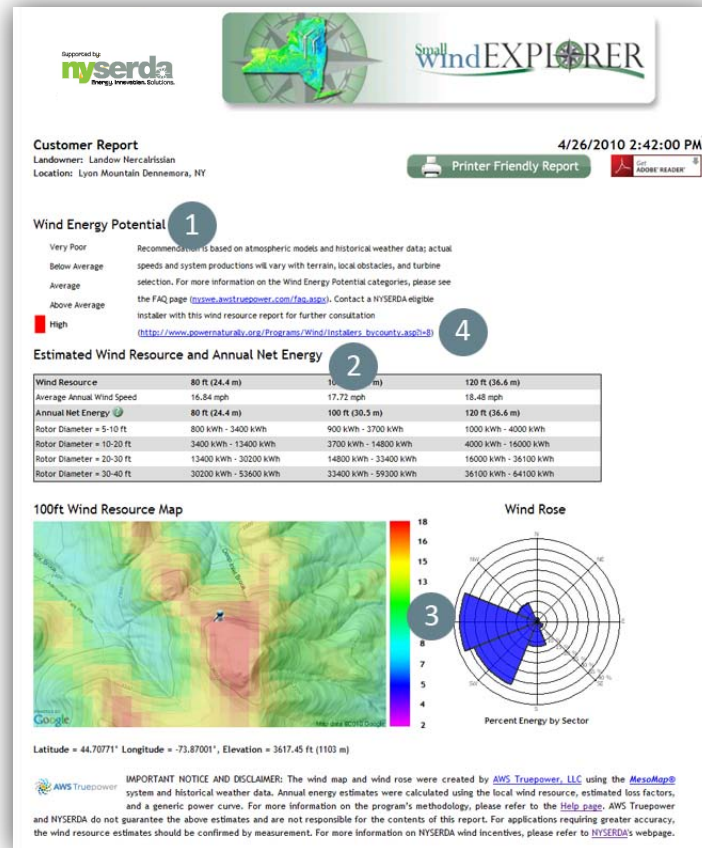 Supported by:
nyserda
Energy. Innovation. Solutions.
Small
wind EXPLORER
Customer Report
4/26/2010 2:42:00 PM
Landowner: Landow Nercalrissian
Location: Lyon Mountain Dennemora, NY
Printer Friendly Report
Get
ADOBE® READER®
Wind Energy Potential
1
Very Poor
Below Average
Average
Above Average
High
Recommendation is based on atmospheric models and historical weather data; actual
speeds and system productions will vary with terrain, local obstacles, and turbine
selection. For more information on the Wind Energy Potential categories, please see
the FAQ page (nyswe.awstruepower.com/faq.aspx). Contact a NYSERDA eligible
installer with this wind resource report for further consultation
(http://www.powernaturally.org/Programs/Wind/Installers_bycounty.asp?i=8)
4
Estimated Wind Resource and Annual Net Energy
2
Wind Resource 80 ft (24.4 m) 120 ft (36.6 m)
Average Annual Wind Speed 16.84 mph 17.72 mph 18.48 mph
Annual Net Energy 80 ft (24.4 m) 100 ft (30.5 m) 120 ft (36.6 m)
Rotor Diameter = 5-10 ft 800 kWh - 3400 kWh 900 kWh - 3700 kWh 1000 kWh - 4000 kWh
Rotor Diameter = 10-20 ft 3400 kWh - 13400 kWh 3700 kWh - 14800 kWh 4000 kWh - 16000 kWh
Rotor Diameter = 20-30 ft 13400 kWh - 30200 kWh 14800 kWh - 33400 kWh 16000 kWh - 36100 kWh
Rotor Diameter = 30-40 ft 30200 kWh - 53600 kWh 33400 kWh - 59300 kWh 36100 kWh - 64100 kWh
100ft Wind Resource Map
18
16
15
13
3
8
7
5
4
2
POWERED BY
Google
Map data ©2010 Google
Wind Rose
N
NE
E
SE
S
SW
NW
40 %
Percent Energy by Sector
Latitude = 44.70771° Longitude = -73.87001°, Elevation = 3617.45 ft (1103 m)
AWS Truepower
IMPORTANT NOTICE AND DISCLAIMER: The wind map and wind rose were created by AWS Truepower, LLC using the MesoMap®
system and historical weather data. Annual energy estimates were calculated using the local wind resource, estimated loss factors,
and a generic power curve. For more information on the program's methodology, please refer to the Help page. AWS Truepower
and NYSERDA do not guarantee the above estimates and are not responsible for the contents of this report. For applications requiring greater accuracy,
the wind resource estimates should be confirmed by measurement. For more information on NYSERDA wind incentives, please refer to NYSERDA's webpage.